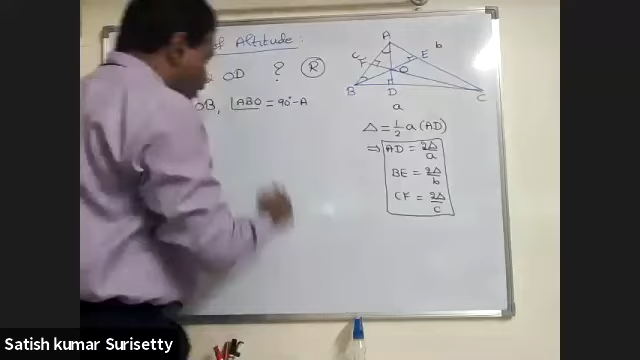 of Altitude:
OD ? R
OB, ∠ABO = 90° - A
A
c
F
E
b
O
B
D
C
a
Δ = 1/2 a (AD)
⇒ AD = 2Δ/a
BE = 2Δ/b
CF = 2Δ/c
Satish kumar Surisetty